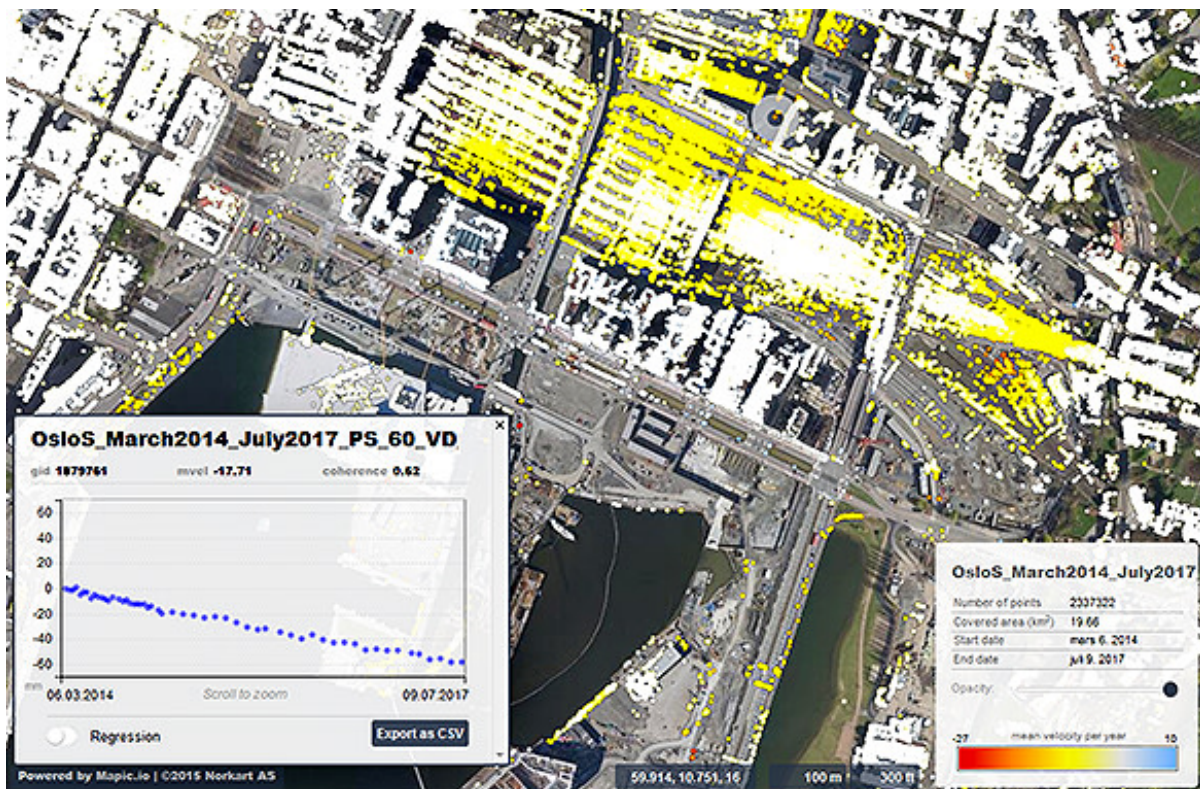 OsloS_March2014_July2017_PS_60_VD
gid 1879761 mvel -17,71 coherence 0,62
60
40
20
0
-20
-40
-60
mm
06.03.2014 Scroll to zoom 09.07.2017
Regression Export as CSV
Powered by Mapic.io | ©2015 Norkart AS
59.914, 10.751, 16 100 m 300 ft
OsloS_March2014_July2017
Number of points 2337322
Covered area (km²) 19.66
Start date mars 6. 2014
End date juli 9. 2017
Opacity:
-27 mean velocity per year 10